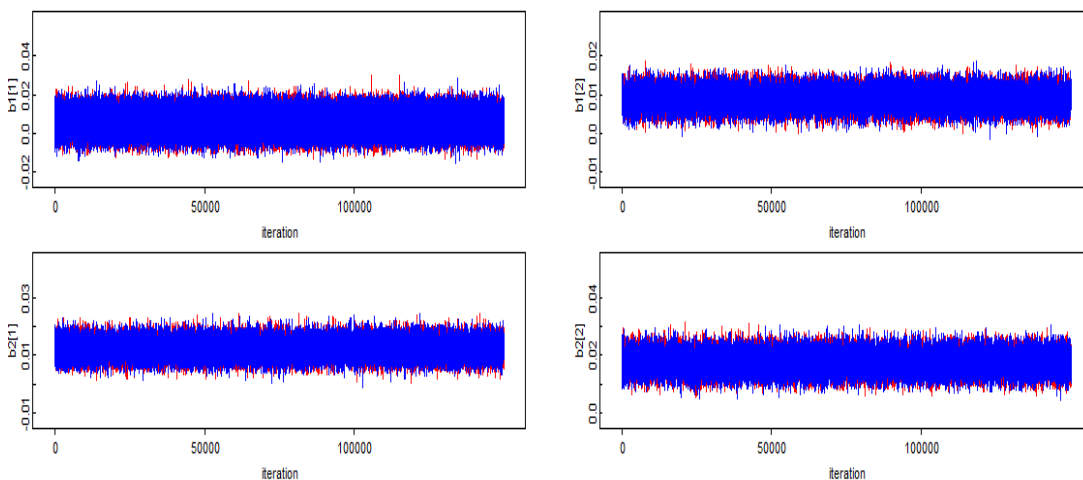 b1[1]
-0.02 0.0 0.02 0.04
0 50000 100000
iteration
b1[2]
-0.01 0.0 0.01 0.02
0 50000 100000
iteration
b2[1]
-0.01 0.01 0.03
0 50000 100000
iteration
b2[2]
0.0 0.02 0.04
0 50000 100000
iteration